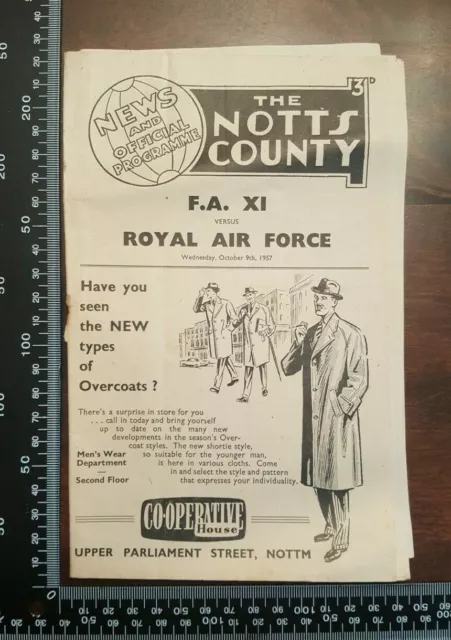 3D
NEWS
AND
OFFICIAL
PROGRAMME
THE
NOTTS
COUNTY
F.A. XI
VERSUS
ROYAL AIR FORCE
Wednesday, October 9th, 1957
Have you
seen
the NEW
types
of
Overcoats ?
There's a surprise in store for you
. . . call in today and bring yourself
up to date on the many new
developments in the season's Over-
coat styles. The new shortie style,
so suitable for the younger man,
is here in various cloths. Come
in and select the style and pattern
that expresses your individuality.
Men's Wear
Department
—
Second Floor
CO-OPERATIVE
House
UPPER PARLIAMENT STREET, NOTTM